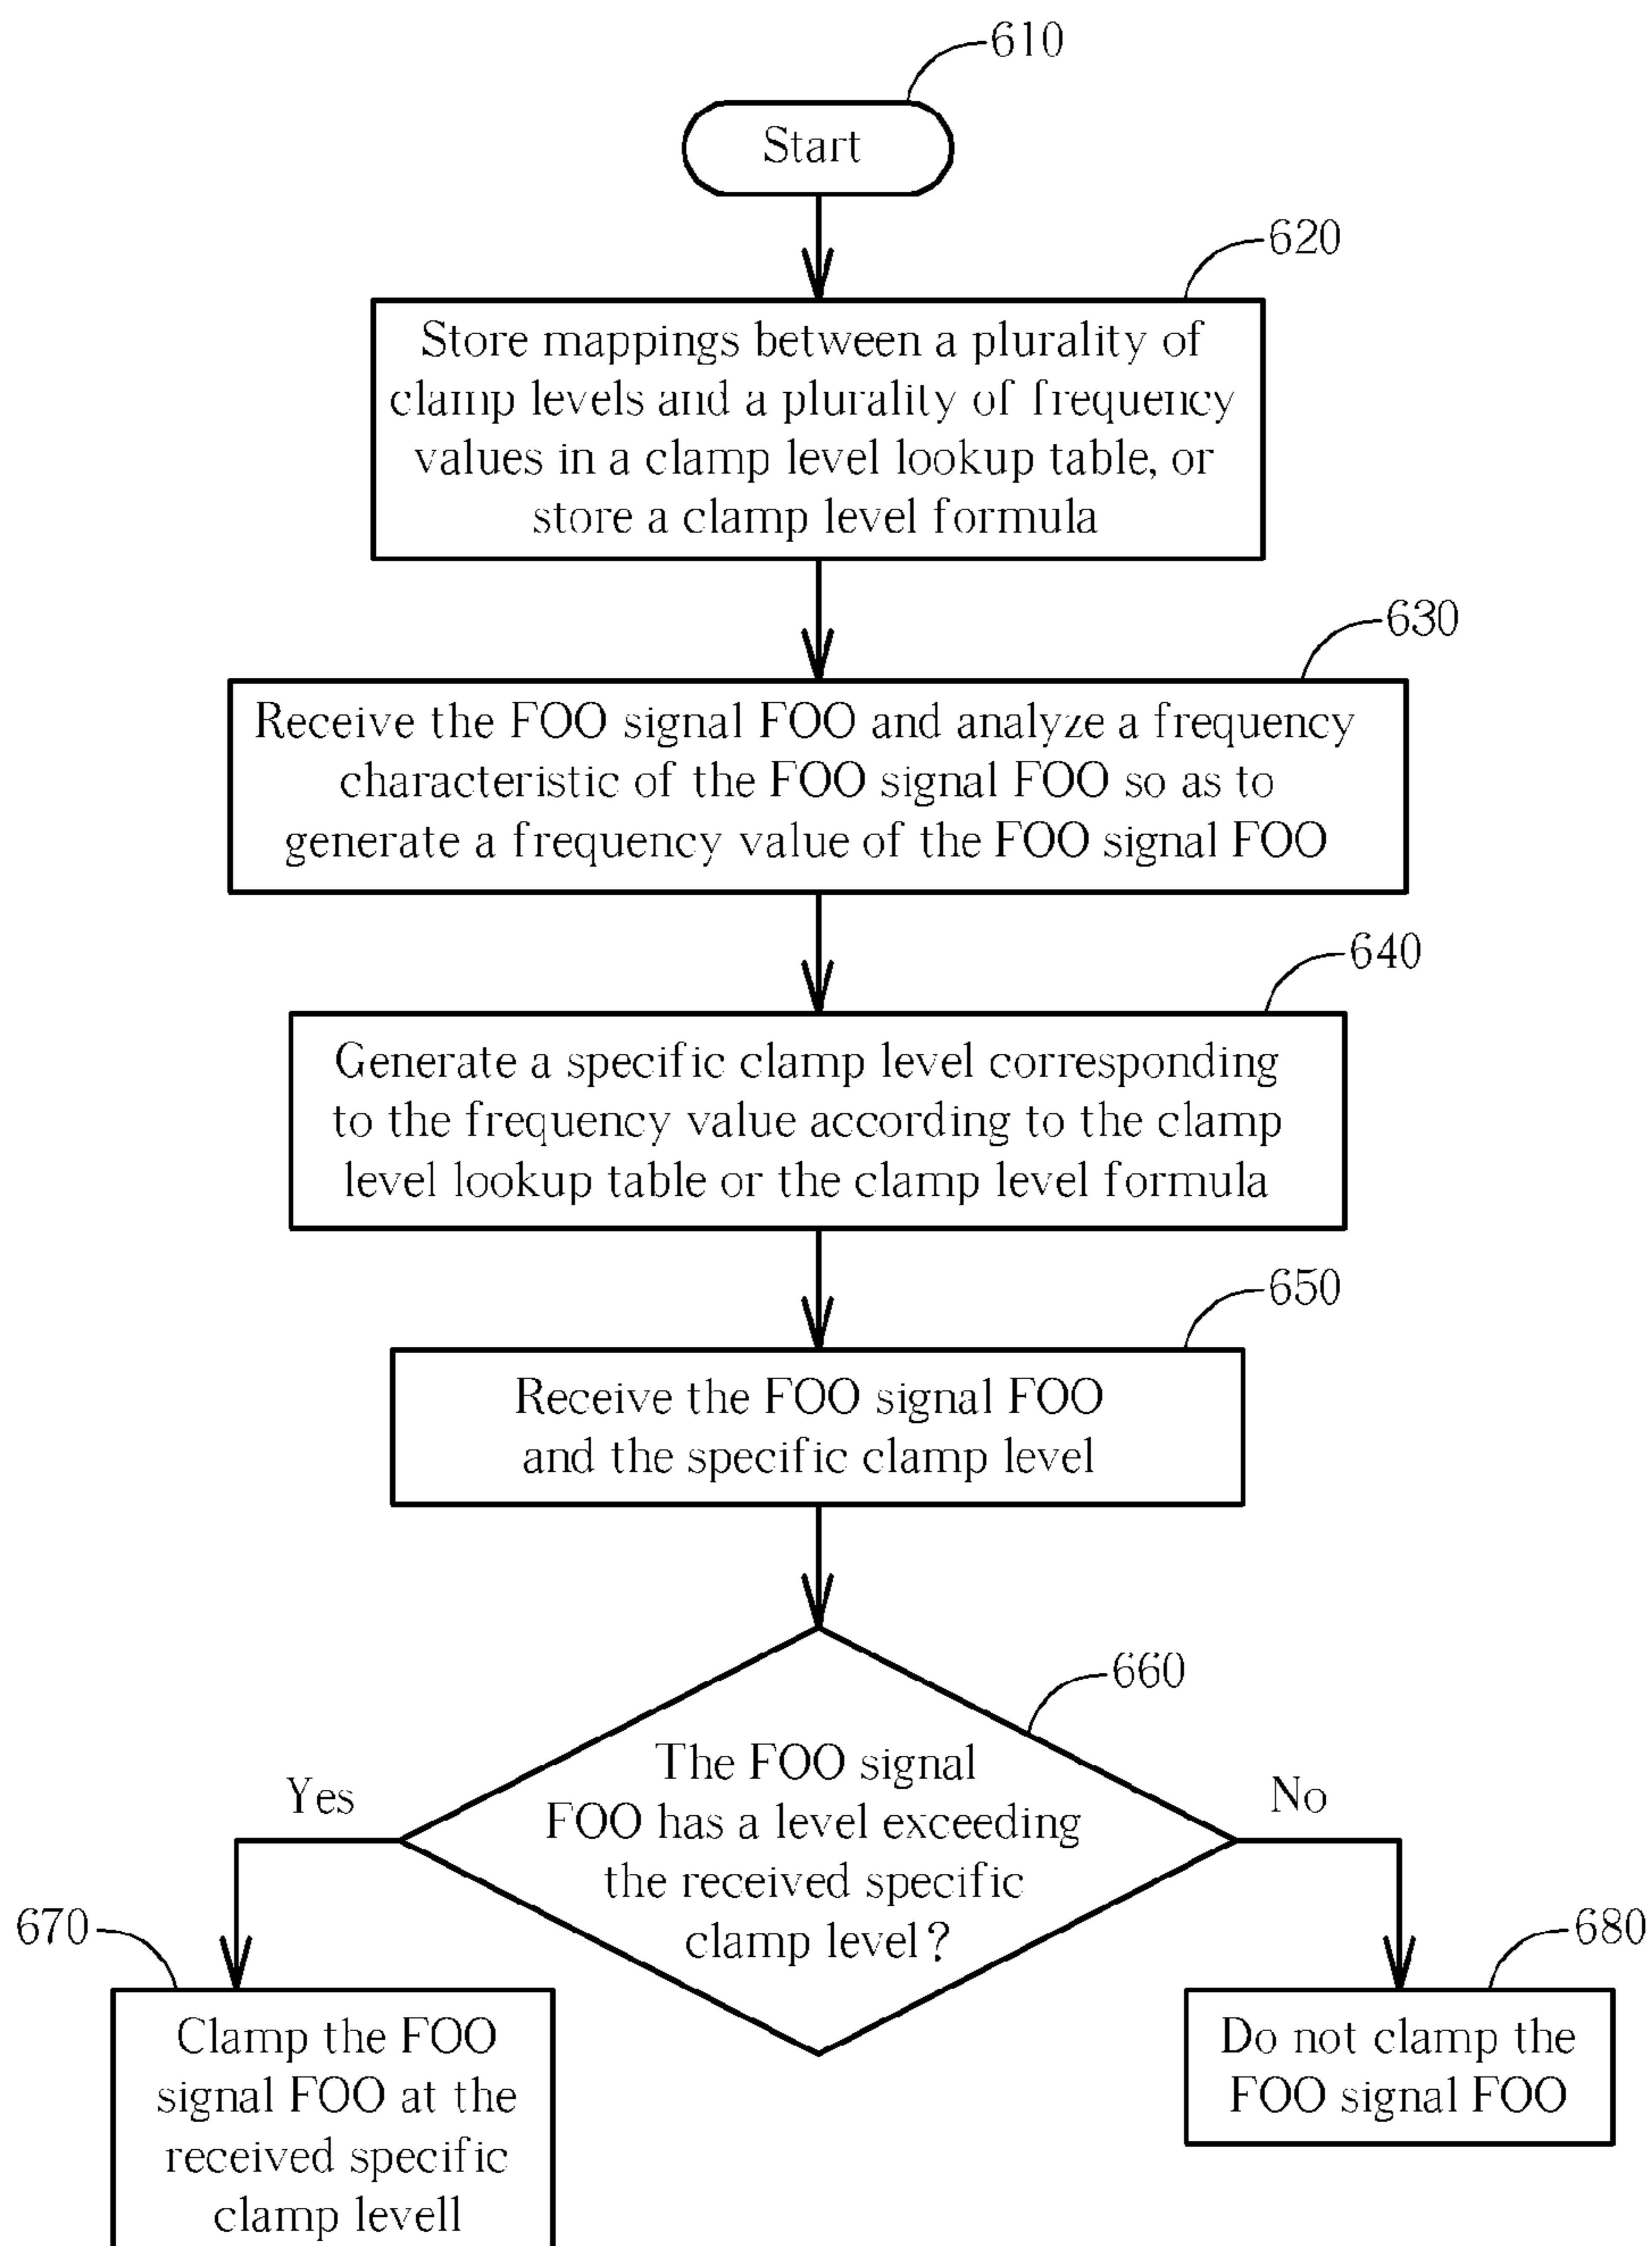 610
Start
620
Store mappings between a plurality of
clamp levels and a plurality of frequency
values in a clamp level lookup table, or
store a clamp level formula
630
Receive the FOO signal FOO and analyze a frequency
characteristic of the FOO signal FOO so as to
generate a frequency value of the FOO signal FOO
640
Generate a specific clamp level corresponding
to the frequency value according to the clamp
level lookup table or the clamp level formula
650
Receive the FOO signal FOO
and the specific clamp level
660
The FOO signal
FOO has a level exceeding
the received specific
clamp level?
Yes
No
670
Clamp the FOO
signal FOO at the
received specific
clamp levell
680
Do not clamp the
FOO signal FOO